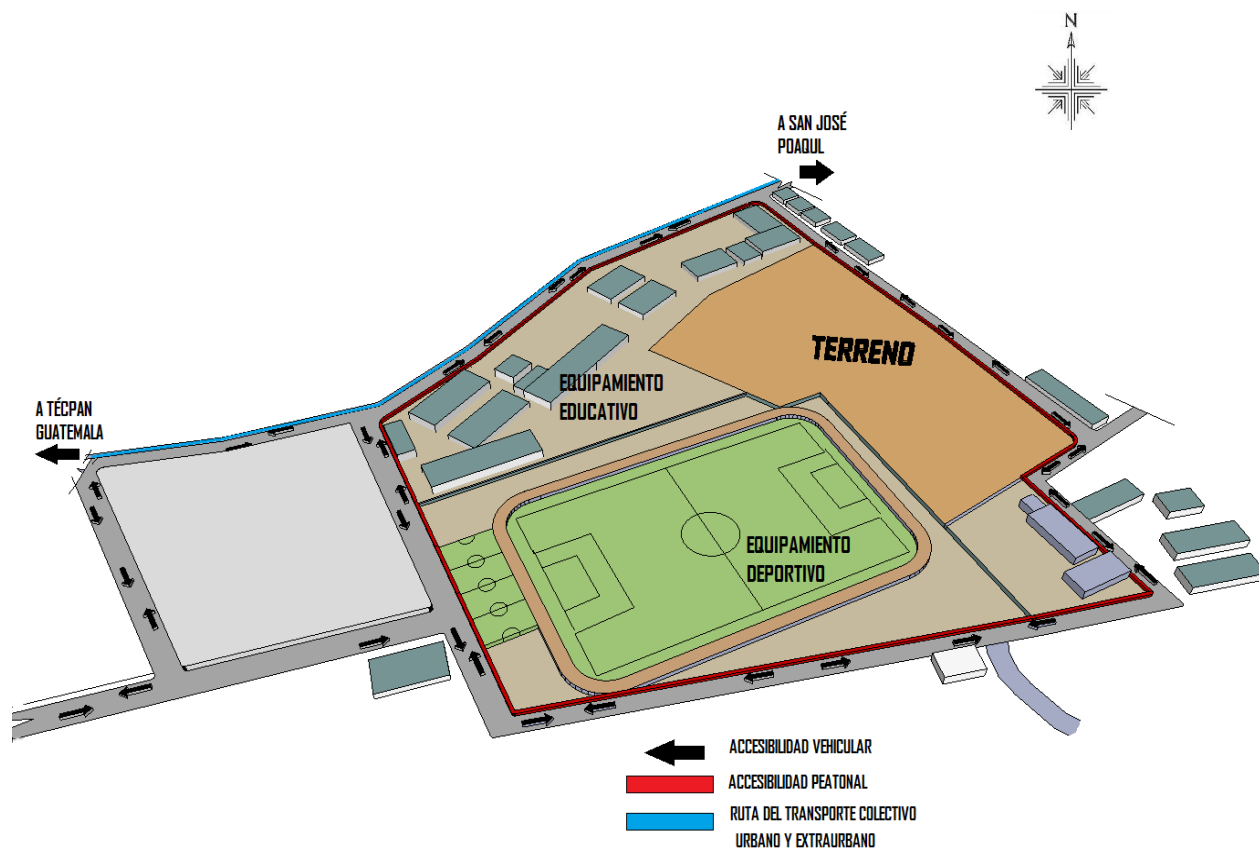 N
A SAN JOSÉ
POAQUL
TERRENO
EQUIPAMIENTO
EDUCATIVO
A TÉCPAN
GUATEMALA
EQUIPAMIENTO
DEPORTIVO
ACCESIBILIDAD VEHICULAR
ACCESIBILIDAD PEATONAL
RUTA DEL TRANSPORTE COLECTIVO
URBANO Y EXTRAURBANO